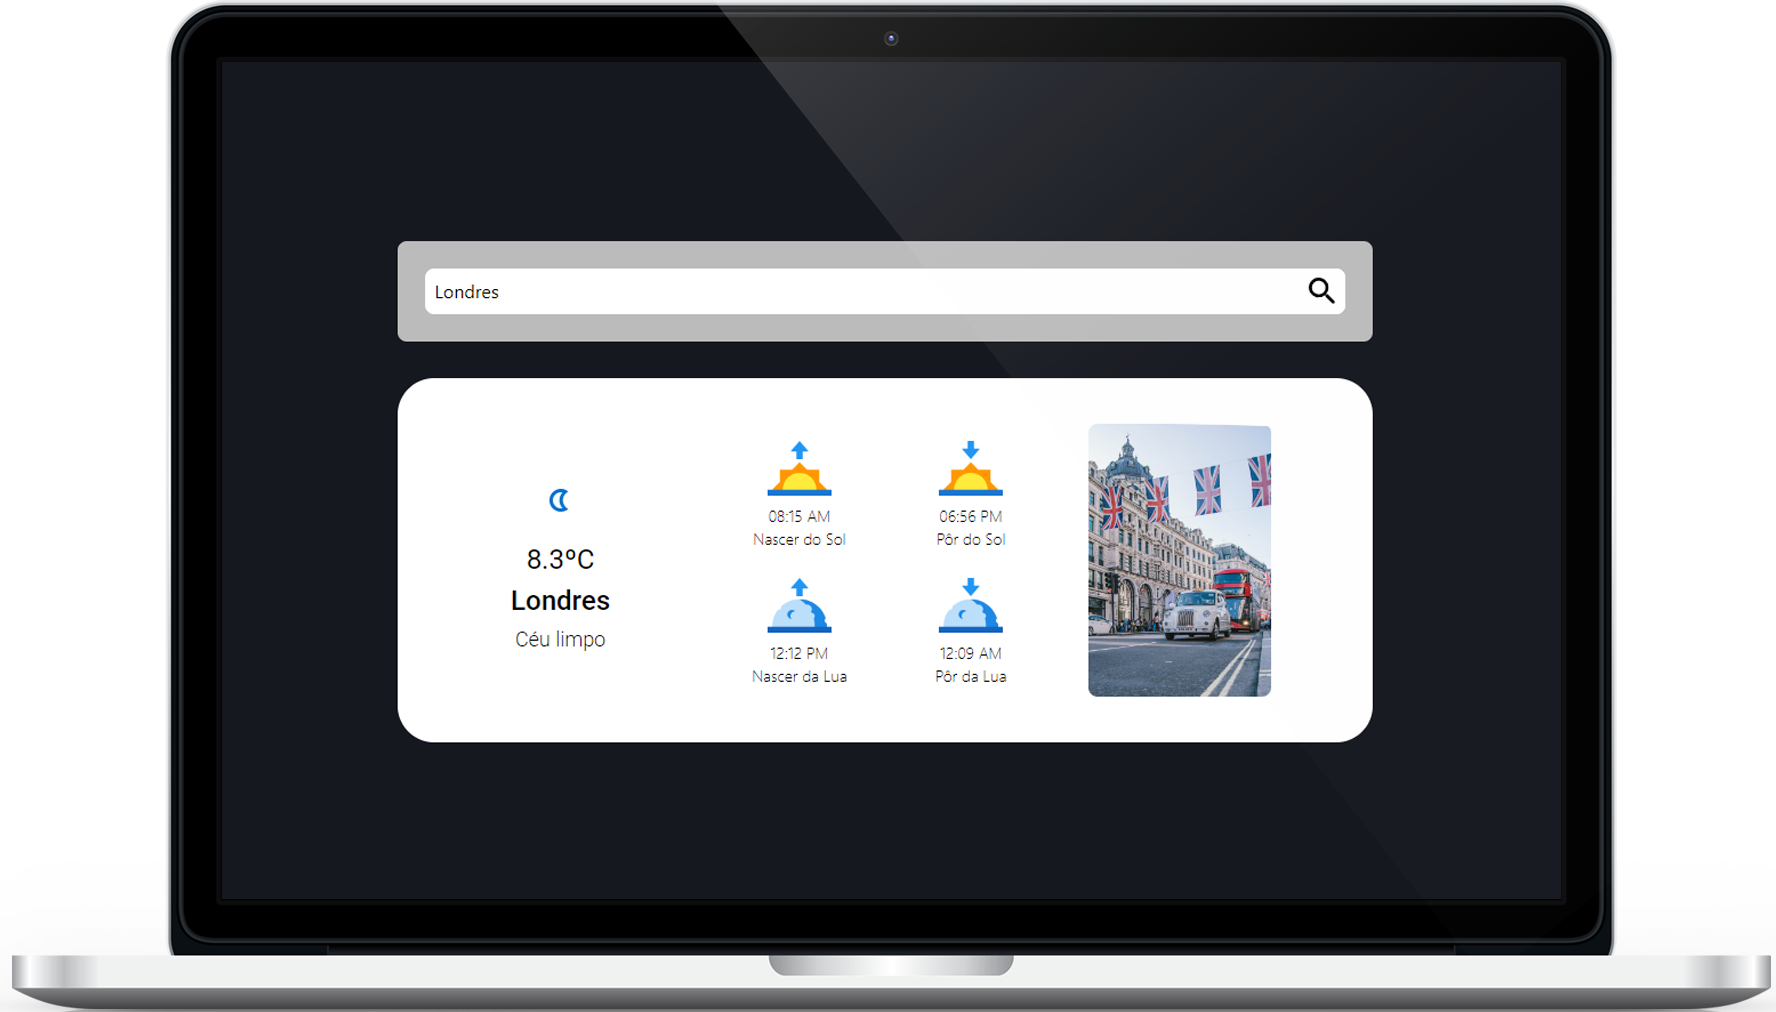 Londres
8.3ºC
Londres
Céu limpo
08:15 AM
Nascer do Sol
06:56 PM
Pôr do Sol
12:12 PM
Nascer da Lua
12:09 AM
Pôr da Lua